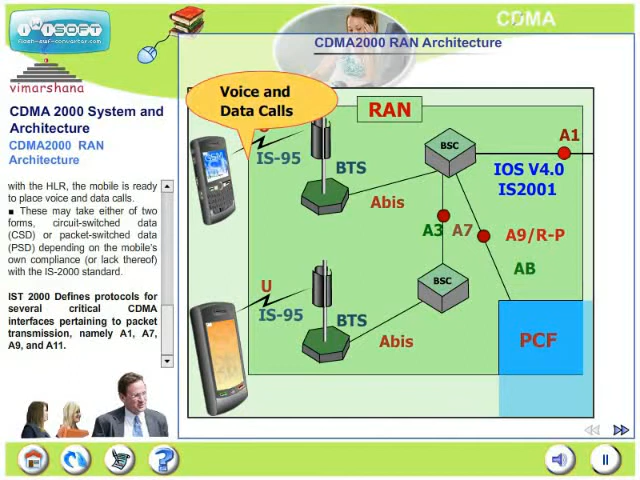 iWiSOFT
flash-swf-converter.com
CDMA
CDMA2000 RAN Architecture
vimarshana
CDMA 2000 System and
Architecture
CDMA2000 RAN
Architecture
with the HLR, the mobile is ready
to place voice and data calls.
■ These may take either of two
forms, circuit-switched data
(CSD) or packet-switched data
(PSD) depending on the mobile's
own compliance (or lack thereof)
with the IS-2000 standard.
IST 2000 Defines protocols for
several critical CDMA
interfaces pertaining to packet
transmission, namely A1, A7,
A9, and A11.
Voice and
Data Calls
RAN
A1
BSC
IS-95
BTS
IOS V4.0
IS2001
Abis
A3
A7
A9/R-P
AB
U
BSC
IS-95
BTS
Abis
PCF